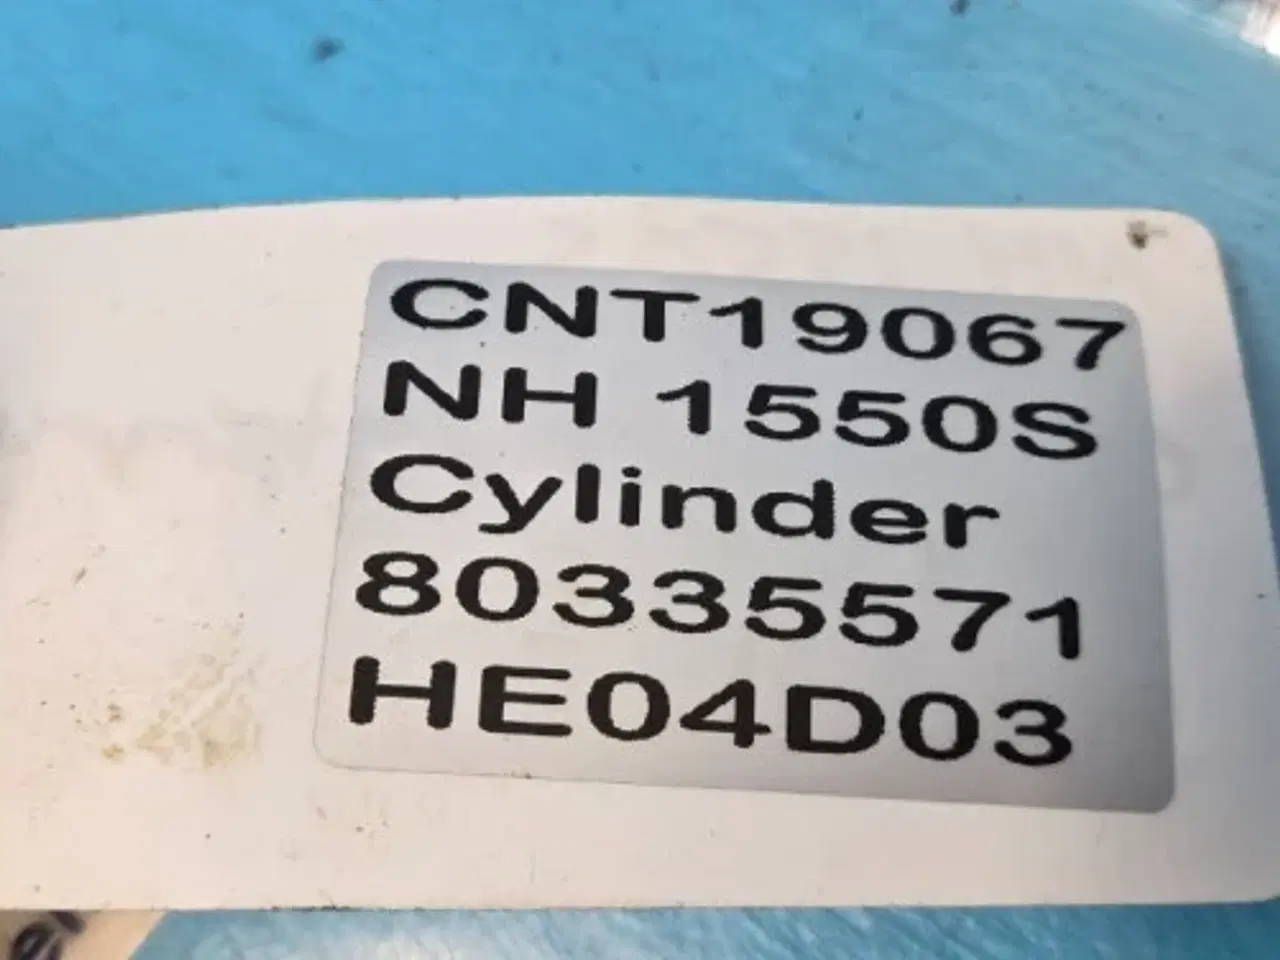 CNT19067
NH 1550S
Cylinder
80335571
HE04D03